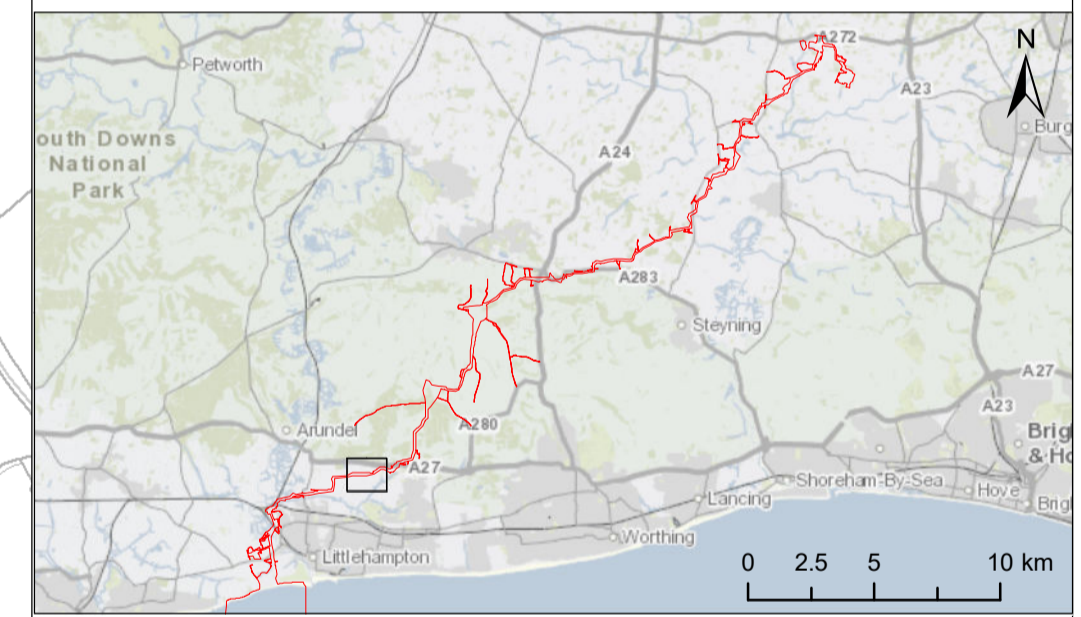 A272
N
Petworth
A23
Burg
outh Downs
National
Park
A24
A283
Steyning
A27
A23
Arundel
A280
Brig
& Ho
A27
Shoreham-By-Sea
Hove
Lancing
Brig
Worthing
Littlehampton
0 2.5 5 10 km